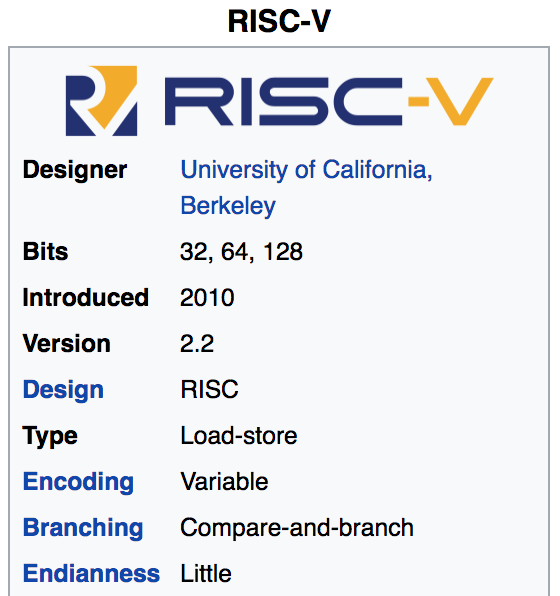 RISC-V
RISC-V
Designer University of California,
Berkeley
Bits 32, 64, 128
Introduced 2010
Version 2.2
Design RISC
Type Load-store
Encoding Variable
Branching Compare-and-branch
Endianness Little